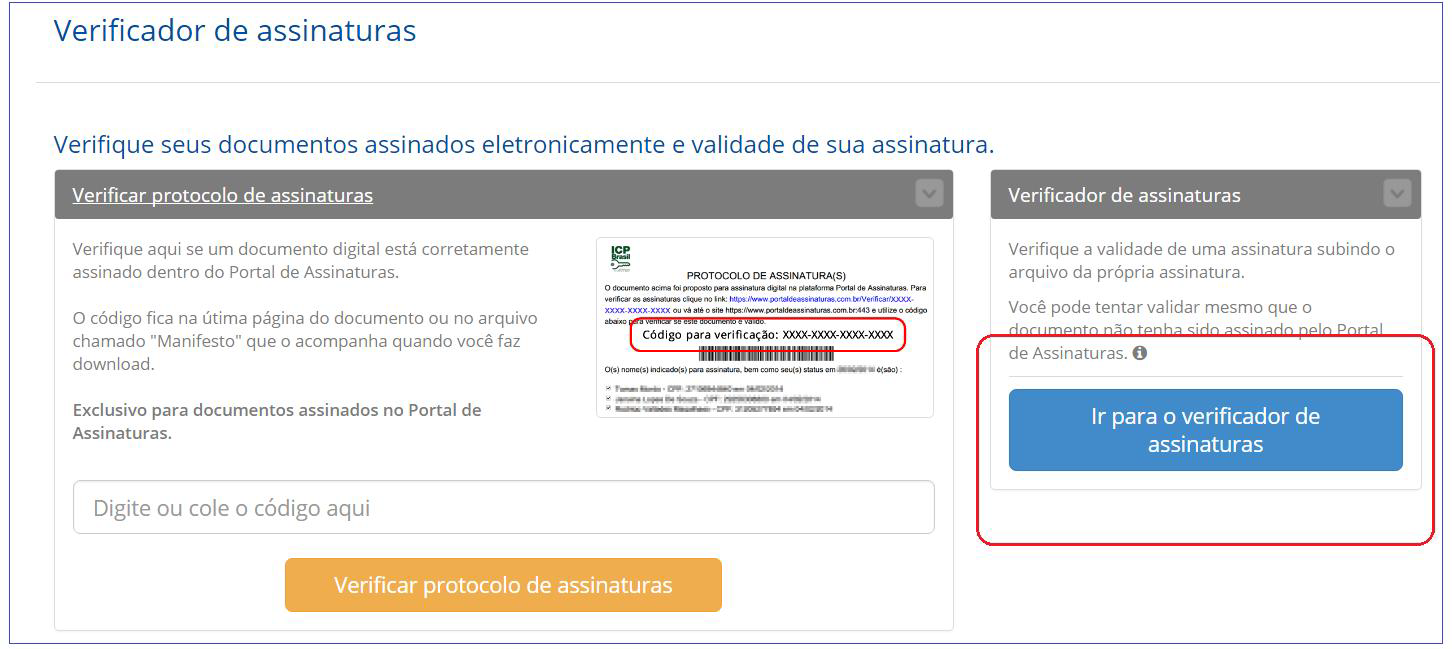 Verificador de assinaturas
Verifique seus documentos assinados eletronicamente e validade de sua assinatura.
Verificar protocolo de assinaturas
Verifique aqui se um documento digital está corretamente
assinado dentro do Portal de Assinaturas.
O código fica na útima página do documento ou no arquivo
chamado "Manifesto" que o acompanha quando você faz
download.
Exclusivo para documentos assinados no Portal de
Assinaturas.
ICP
Brasil
PROTOCOLO DE ASSINATURA(S)
O documento acima foi proposto para assinatura digital na plataforma Portal de Assinaturas. Para
verificar as assinaturas clique no link: https://www.portaldeassinaturas.com.br/Verificar/XXXX-
XXXX-XXXX-XXXX ou vá até o site https://www.portaldeassinaturas.com.br:443 e utilize o código
abaixo para verificar se este documento é válido.
Código para verificação: XXXX-XXXX-XXXX-XXXX
O(s) nome(s) indicado(s) para assinatura, bem como seu(s) status em é(são) :
Digite ou cole o código aqui
Verificar protocolo de assinaturas
Verificador de assinaturas
Verifique a validade de uma assinatura subindo o
arquivo da própria assinatura.
Você pode tentar validar mesmo que o
documento não tenha sido assinado pelo Portal
de Assinaturas.
Ir para o verificador de
assinaturas